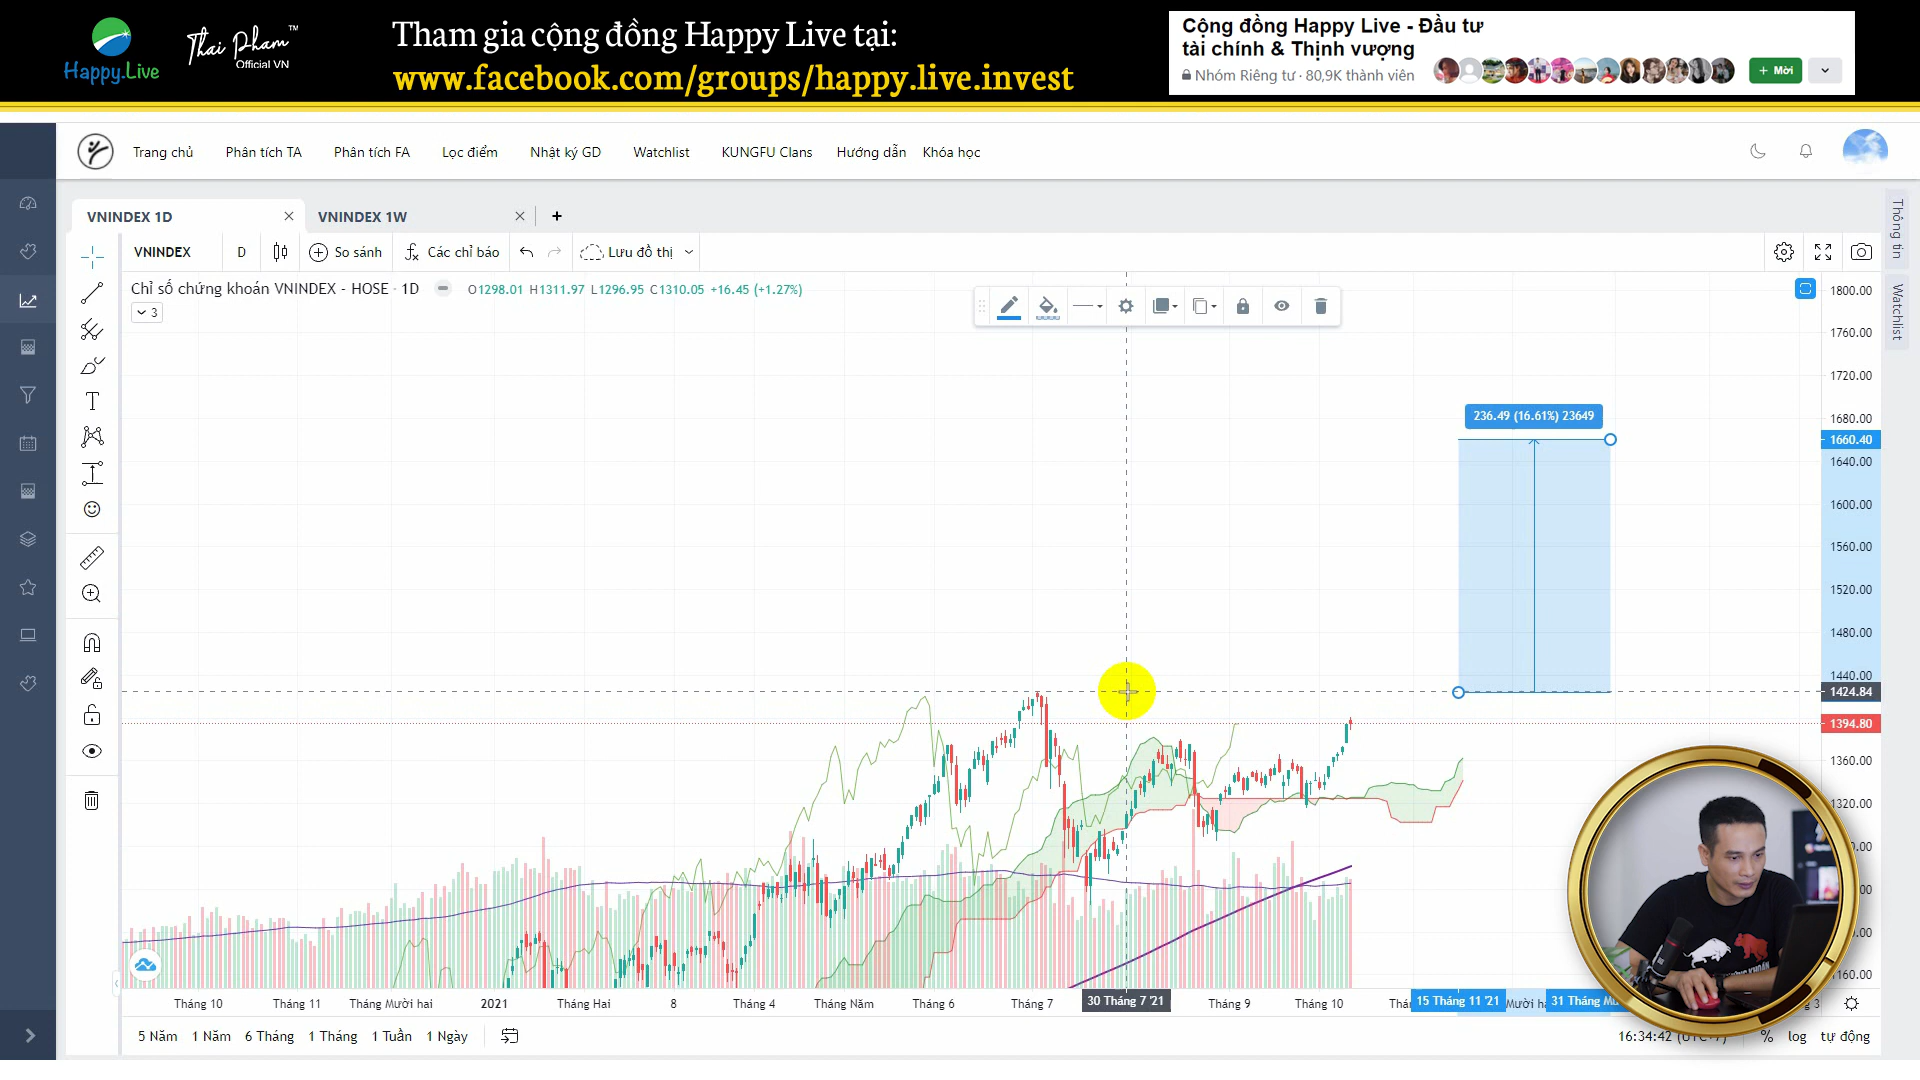 Happy.Live
Thai Pham™
Official VN
Tham gia cộng đồng Happy Live tại:
www.facebook.com/groups/happy.live.invest
Cộng đồng Happy Live - Đầu tư
tài chính & Thịnh vượng
Nhóm Riêng tư · 80,9K thành viên
+ Mời
Trang chủ
Phân tích TA
Phân tích FA
Lọc điểm
Nhật ký GD
Watchlist
KUNGFU Clans
Hướng dẫn
Khóa học
VNINDEX 1D
VNINDEX 1W
Thông tin
Watchlist
VNINDEX
D
So sánh
Các chỉ báo
Lưu đồ thị
Chỉ số chứng khoán VNINDEX - HOSE · 1D
O1298.01 H1311.97 L1296.95 C1310.05 +16.45 (+1.27%)
3
236.49 (16.61%) 23649
1800.00
1760.00
1720.00
1680.00
1660.40
1640.00
1600.00
1560.00
1520.00
1480.00
1440.00
1424.84
1394.80
1360.00
1320.00
1160.00
Tháng 10
Tháng 11
Tháng Mười hai
2021
Tháng Hai
8
Tháng 4
Tháng Năm
Tháng 6
Tháng 7
30 Tháng 7 '21
Tháng 9
Tháng 10
15 Tháng 11 '21
31 Tháng
5 Năm
1 Năm
6 Tháng
1 Tháng
1 Tuần
1 Ngày
16:34:42
%
log
tự động